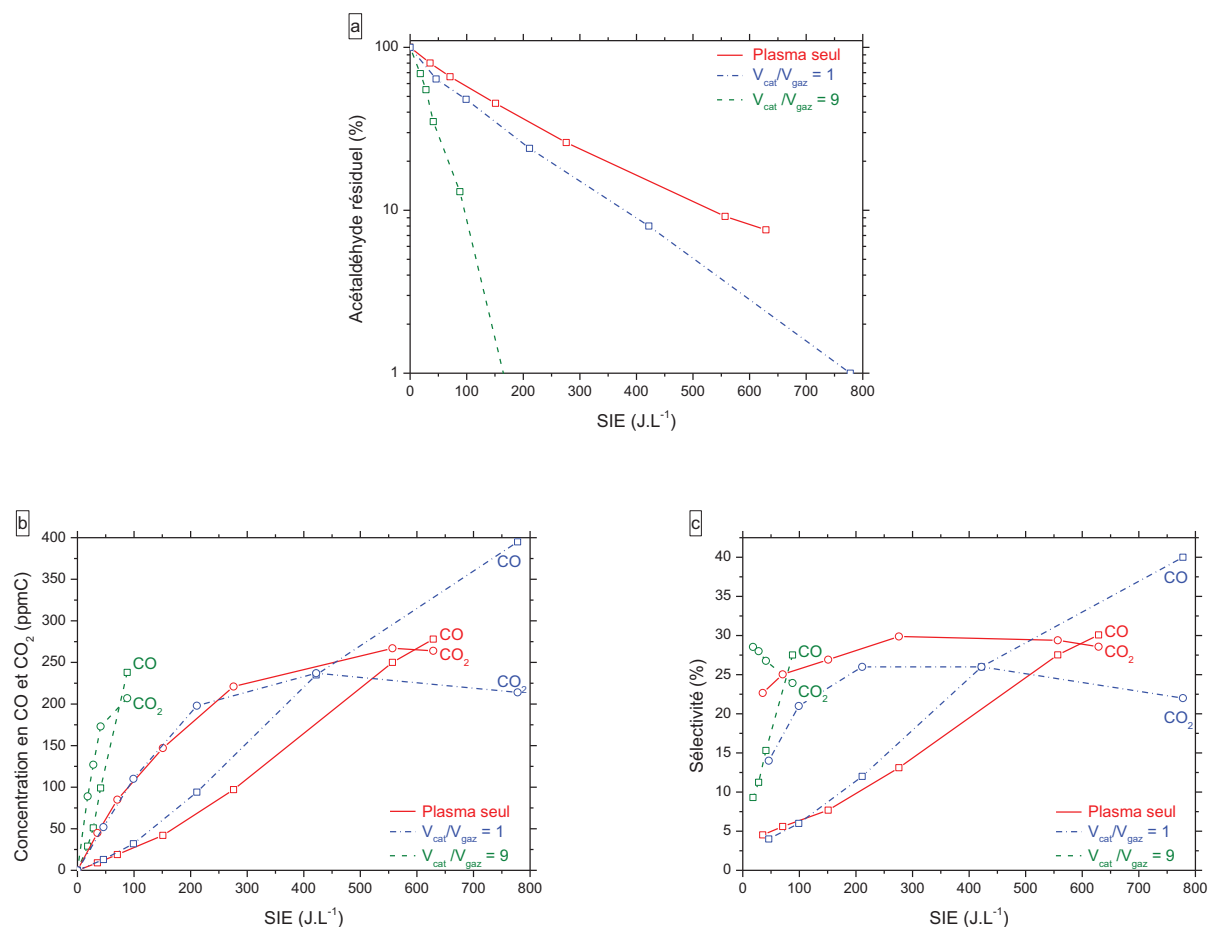 a
Plasma seul
V_cat/V_gaz = 1
V_cat/V_gaz = 9
Acétaldéhyde résiduel (%)
100
10
1
0 100 200 300 400 500 600 700 800
SIE (J.L⁻¹)
b
Concentration en CO et CO₂ (ppmC)
400
350
300
250
200
150
100
50
0
CO
CO
CO
CO₂
CO₂
CO₂
Plasma seul
V_cat/V_gaz = 1
V_cat/V_gaz = 9
0 100 200 300 400 500 600 700 800
SIE (J.L⁻¹)
c
Sélectivité (%)
40
35
30
25
20
15
10
5
0
CO
CO
CO
CO₂
CO₂
CO₂
Plasma seul
V_cat/V_gaz = 1
V_cat/V_gaz = 9
0 100 200 300 400 500 600 700 800
SIE (J.L⁻¹)